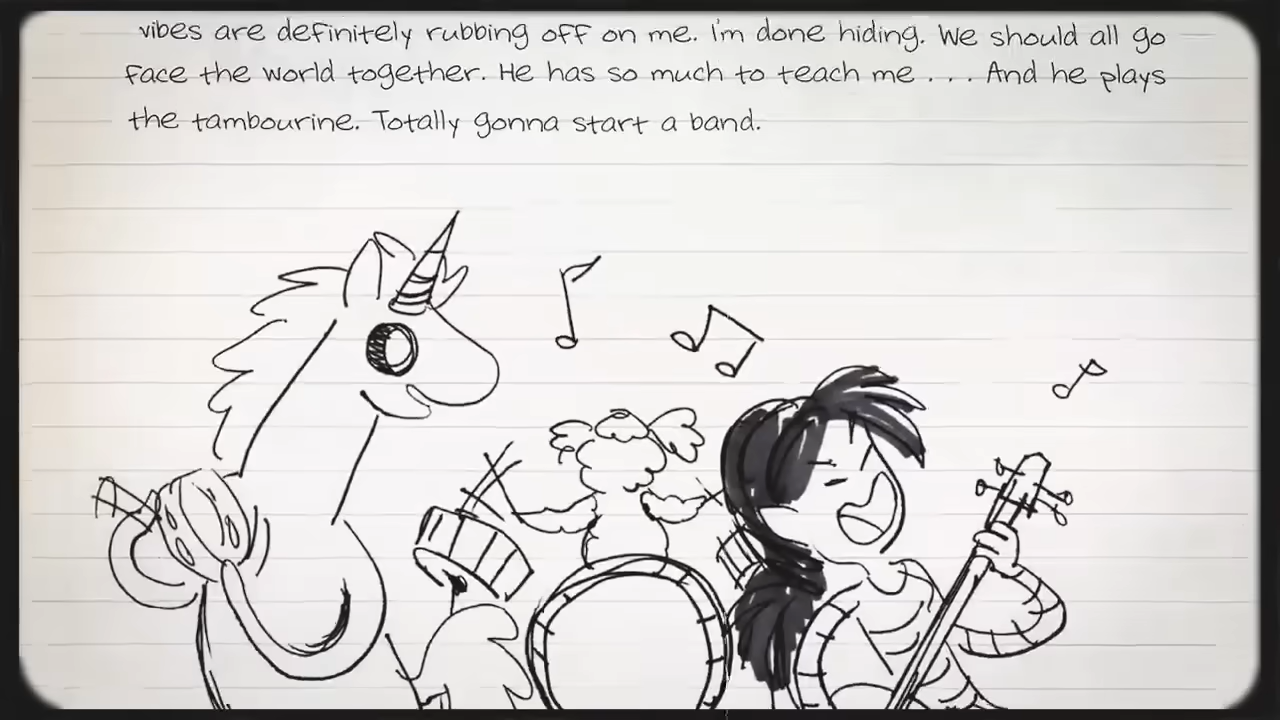 vibes are definitely rubbing off on me. I'm done hiding. We should all go
face the world together. He has so much to teach me . . . And he plays
the tambourine. Totally gonna start a band.